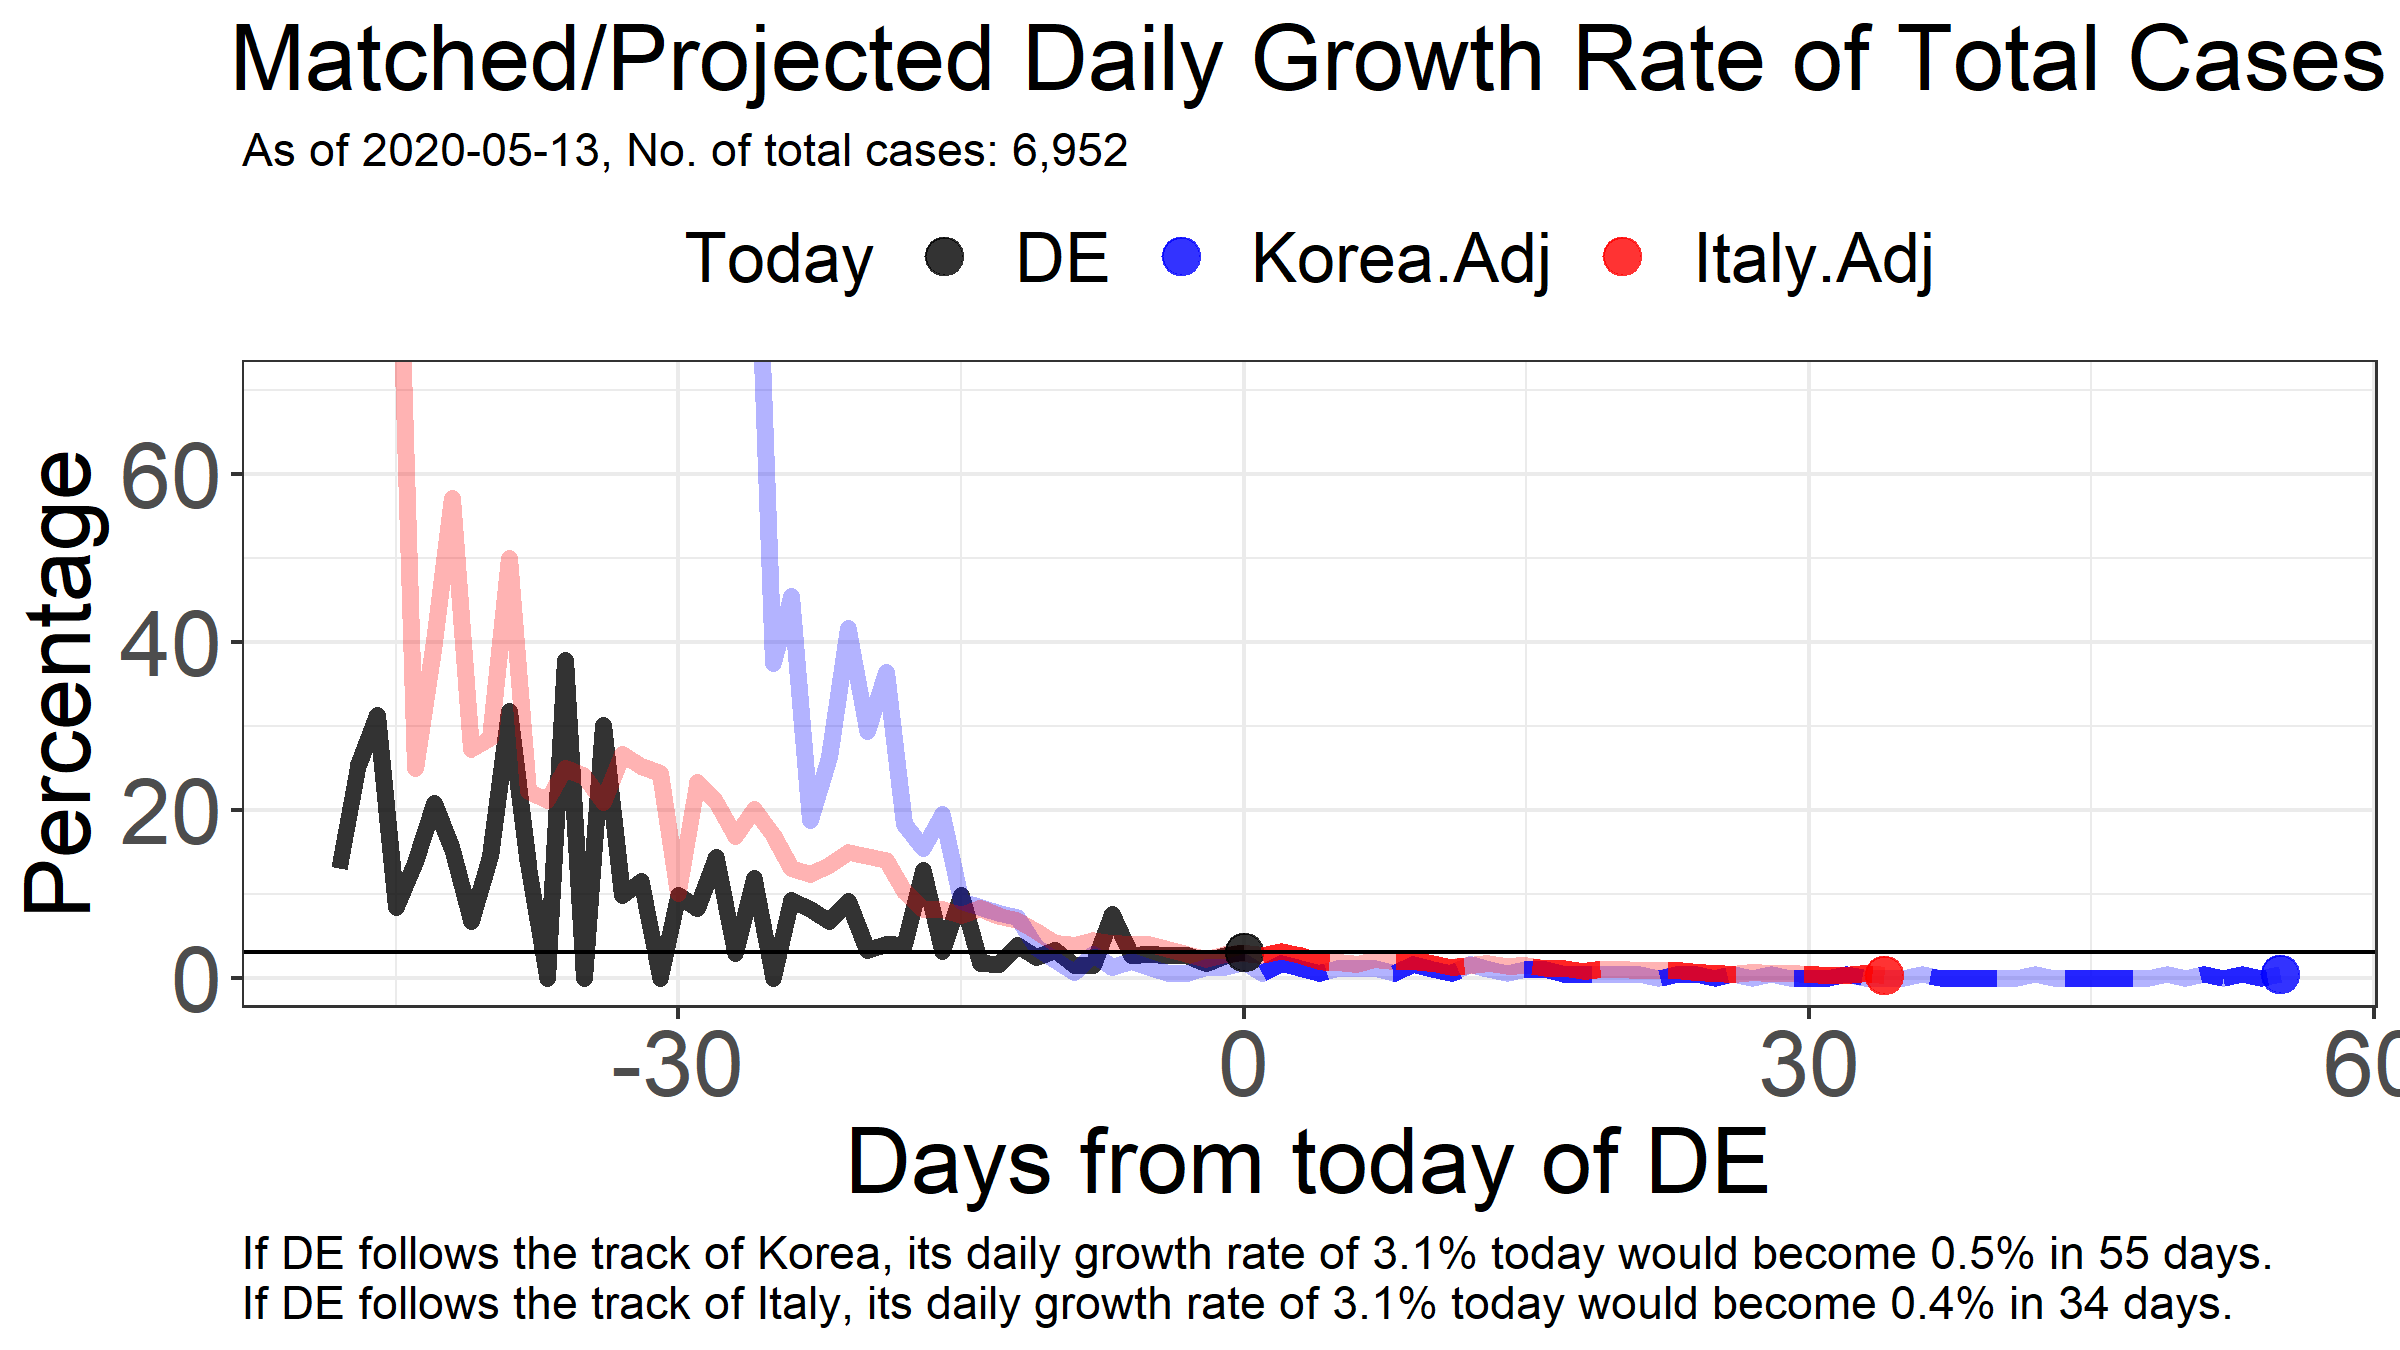 Matched/Projected Daily Growth Rate of Total Cases
As of 2020-05-13, No. of total cases: 6,952
Today DE Korea.Adj Italy.Adj
Percentage
60
40
20
0
-30 0 30 60
Days from today of DE
If DE follows the track of Korea, its daily growth rate of 3.1% today would become 0.5% in 55 days.
If DE follows the track of Italy, its daily growth rate of 3.1% today would become 0.4% in 34 days.